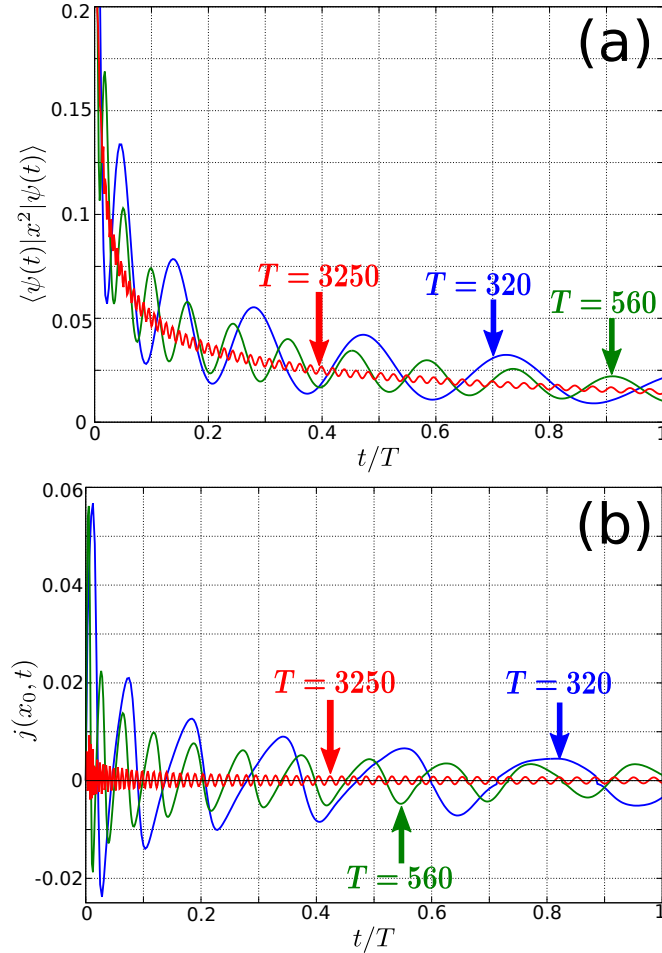 (a)
0.2
0.15
0.1
0.05
0
⟨ψ(t)|x²|ψ(t)⟩
T = 3250
T = 320
T = 560
0 0.2 0.4 0.6 0.8 1
t/T
(b)
0.06
0.04
0.02
0
-0.02
j(x₀, t)
T = 3250
T = 320
T = 560
0 0.2 0.4 0.6 0.8 1
t/T